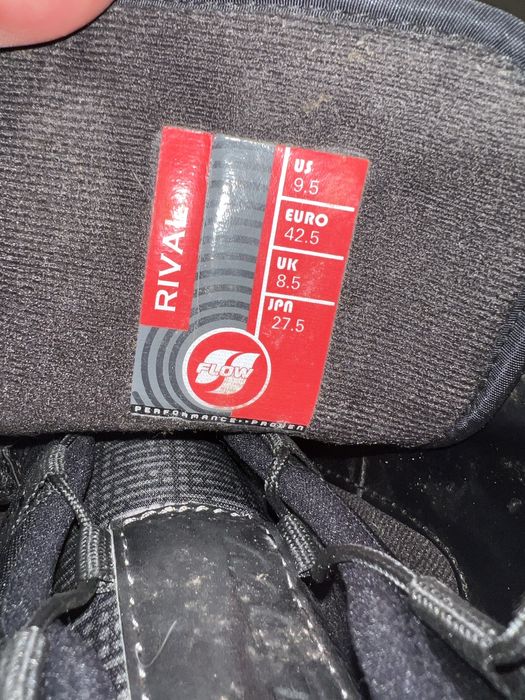 RIVAL
US
9.5
EURO
42.5
UK
8.5
JPN
27.5
FLOW
PERFORMANCE::PROVEN